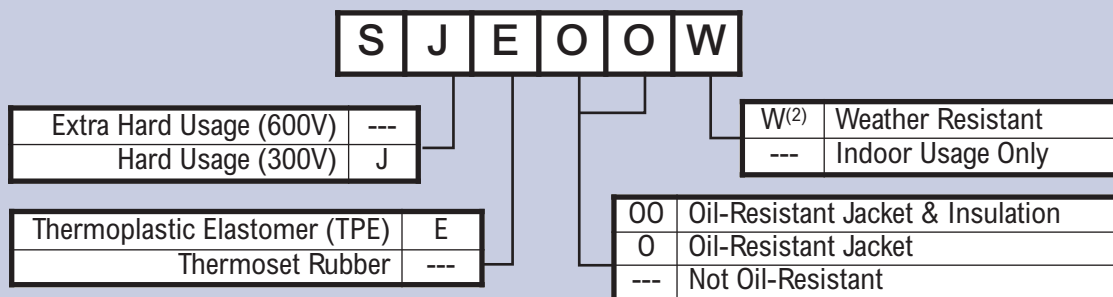 S J E O O W
Extra Hard Usage (600V) ---
Hard Usage (300V) J
W(2) Weather Resistant
--- Indoor Usage Only
Thermoplastic Elastomer (TPE) E
Thermoset Rubber ---
OO Oil-Resistant Jacket & Insulation
O Oil-Resistant Jacket
--- Not Oil-Resistant